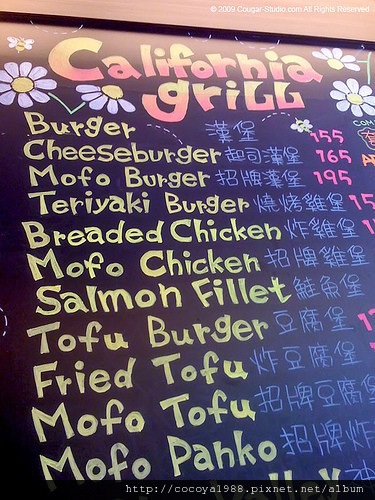 © 2009 Cougar-Studio.com All Rights Reserved
California
griLL
Burger 漢堡 155
Cheeseburger 起司漢堡 165
Mofo Burger 招牌漢堡 195
Teriyaki Burger 燒烤雞堡 15
Breaded Chicken 炸雞堡
Mofo Chicken 招牌雞堡
Salmon Fillet 鮭魚堡
Tofu Burger 豆腐堡
Fried Tofu 炸豆腐堡
Mofo Tofu 招牌豆腐
Mofo Panko 招牌炸
http://cocoya1988.pixnet.net/album